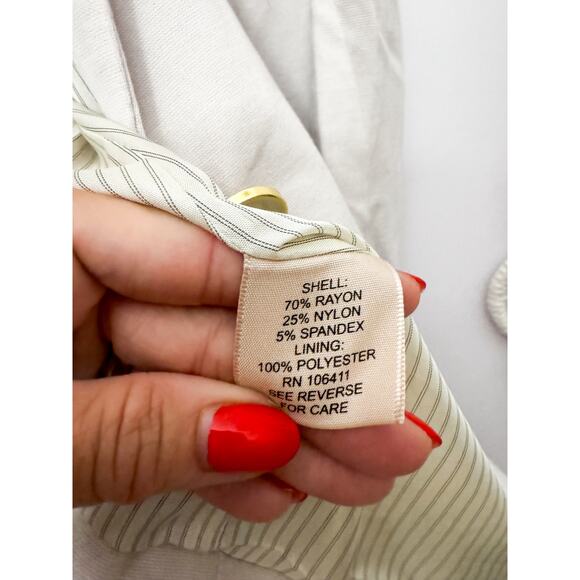 SHELL:
70% RAYON
25% NYLON
5% SPANDEX
LINING:
100% POLYESTER
RN 106411
SEE REVERSE
FOR CARE